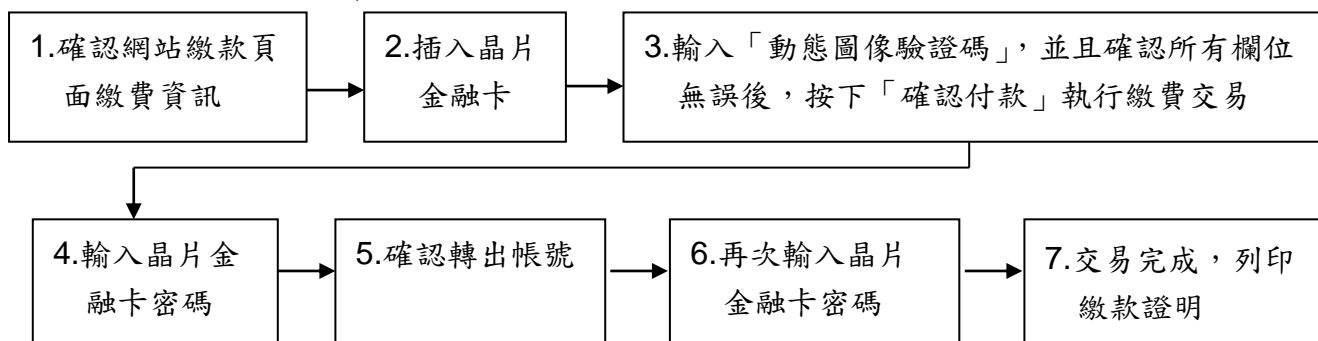 1.確認網站繳款頁
面繳費資訊
2.插入晶片
金融卡
3.輸入「動態圖像驗證碼」,並且確認所有欄位
無誤後，按下「確認付款」執行繳費交易
4.輸入晶片金
融卡密碼
5.確認轉出帳號
6.再次輸入晶片
金融卡密碼
7.交易完成，列印
繳款證明